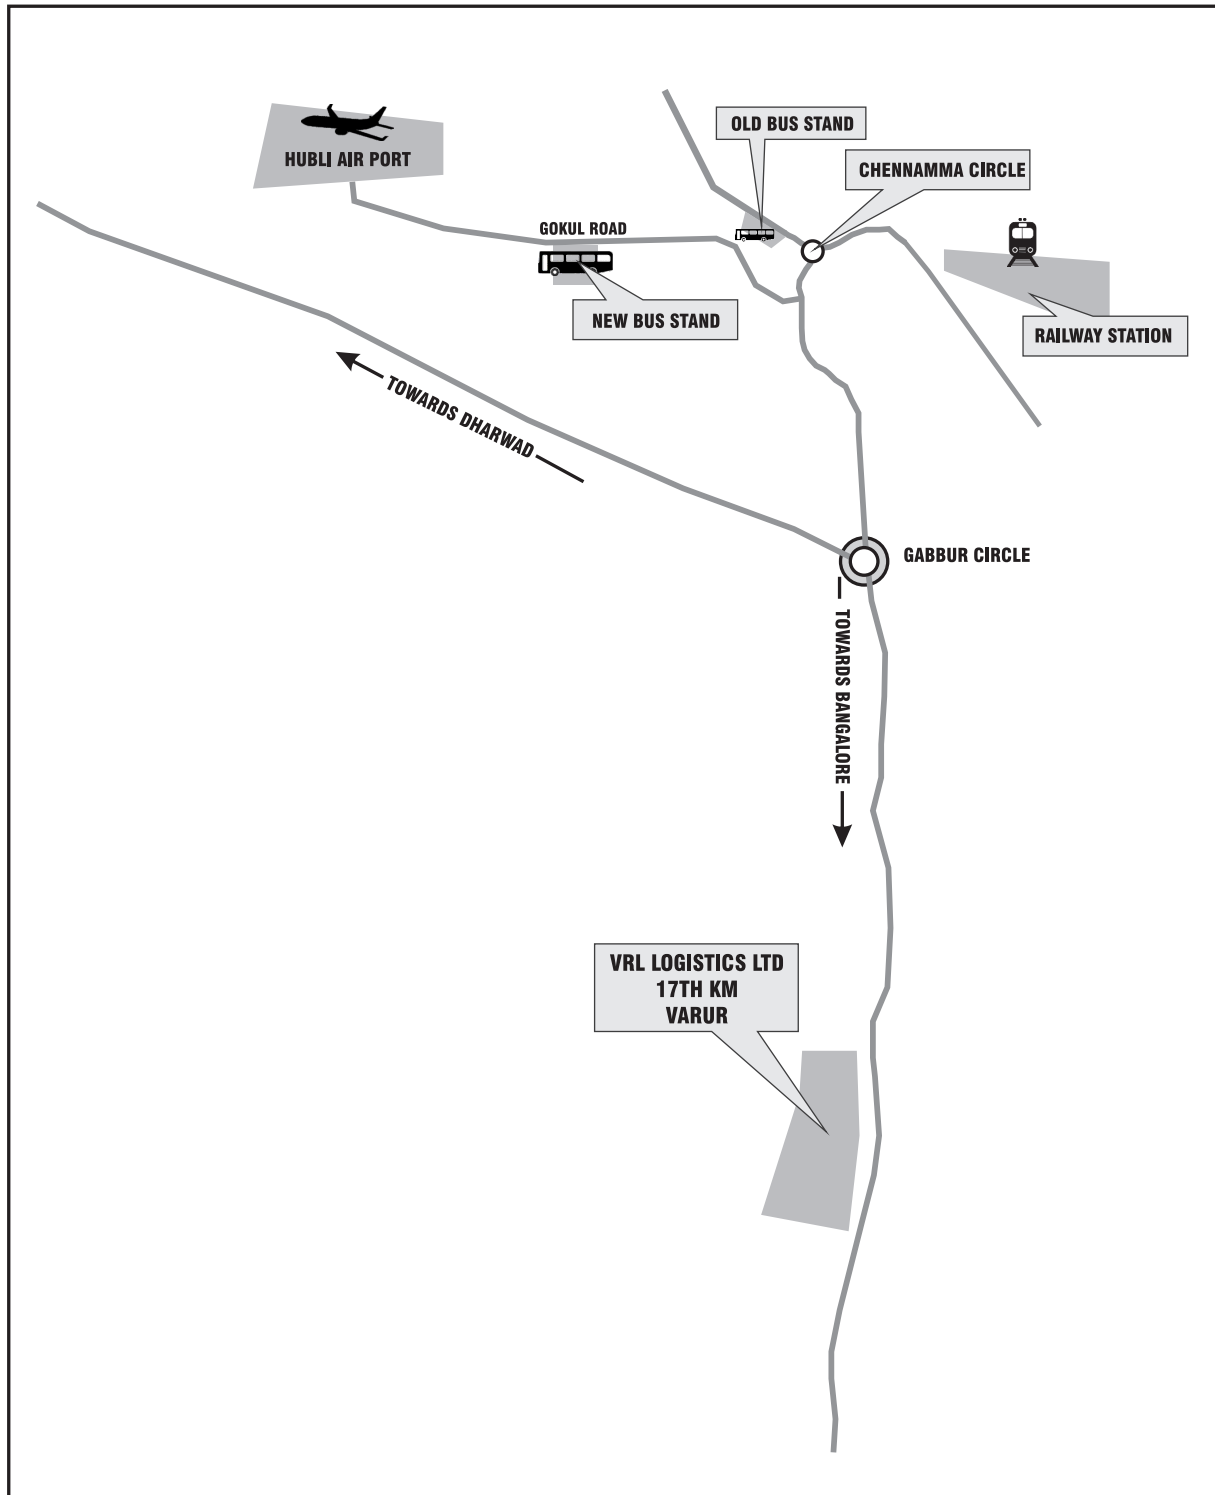 OLD BUS STAND
HUBLI AIR PORT
CHENNAMMA CIRCLE
GOKUL ROAD
NEW BUS STAND
RAILWAY STATION
TOWARDS DHARWAD
GABBUR CIRCLE
TOWARDS BANGALORE
VRL LOGISTICS LTD
17TH KM
VARUR